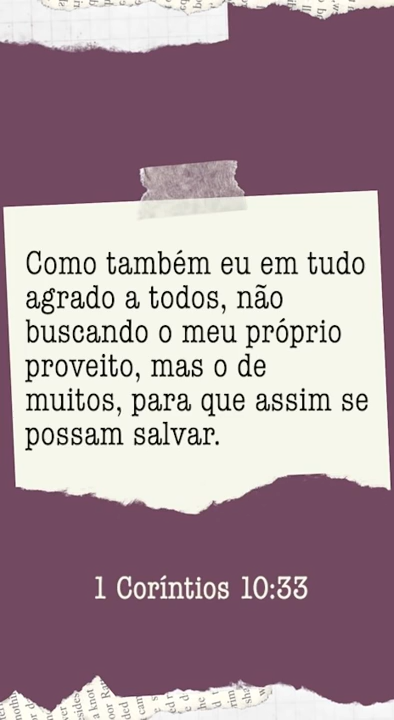 Como também eu em tudo
agrado a todos, não
buscando o meu próprio
proveito, mas o de
muitos, para que assim se
possam salvar.
1 Coríntios 10:33